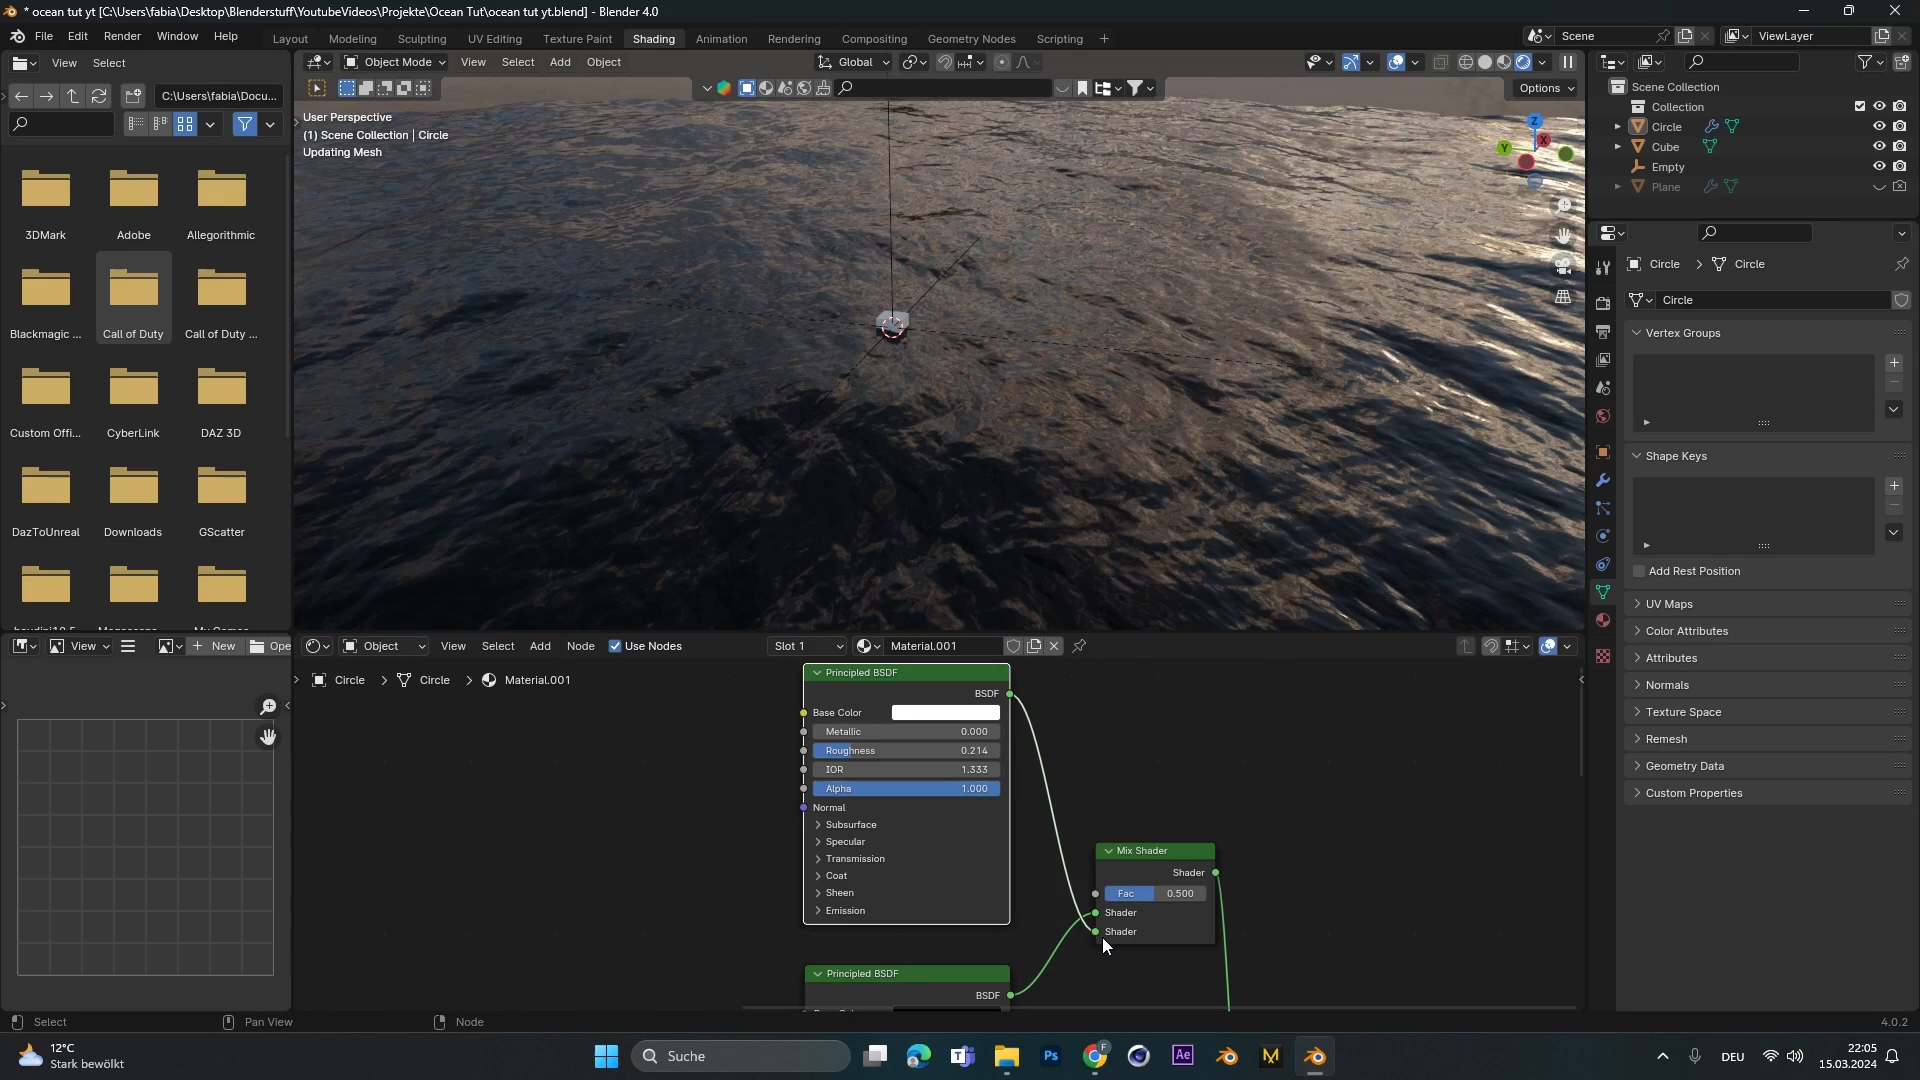 * ocean tut yt [C:\Users\fabia\Desktop\Blenderstuff\YoutubeVideos\Projekte\Ocean Tut\ocean tut yt.blend] - Blender 4.0
File Edit Render Window Help
Layout Modeling Sculpting UV Editing Texture Paint Shading Animation Rendering Compositing Geometry Nodes Scripting +
Scene
ViewLayer
View Select
Object Mode View Select Add Object
Global
C:\Users\fabia\Docu...
Options
User Perspective
(1) Scene Collection | Circle
Updating Mesh
Z
X
Y
3DMark Adobe Allegorithmic
Blackmagic ... Call of Duty Call of Duty ...
Custom Offi... CyberLink DAZ 3D
DazToUnreal Downloads GScatter
Scene Collection
Collection
Circle
Cube
Empty
Plane
Circle > Circle
Circle
Vertex Groups
Shape Keys
Add Rest Position
UV Maps
Color Attributes
Attributes
Normals
Texture Space
Remesh
Geometry Data
Custom Properties
View + New Ope
Object View Select Add Node Use Nodes
Slot 1 Material.001
Circle > Circle > Material.001
Principled BSDF
BSDF
Base Color
Metallic 0.000
Roughness 0.214
IOR 1.333
Alpha 1.000
Normal
Subsurface
Specular
Transmission
Coat
Sheen
Emission
Mix Shader
Shader
Fac 0.500
Shader
Shader
Principled BSDF
BSDF
Select Pan View Node
4.0.2
12°C
Stark bewölkt
Suche
Ps
F
Ae
M
DEU
22:05
15.03.2024